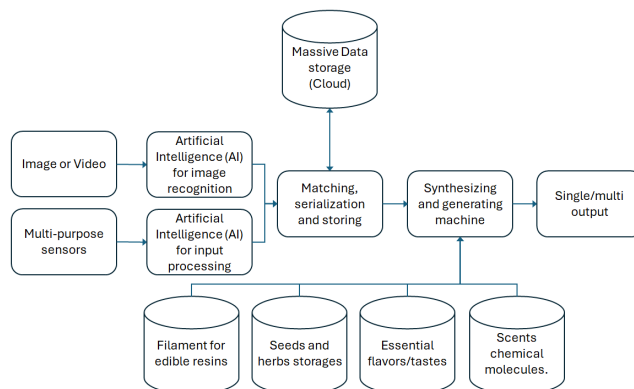 Massive Data
storage
(Cloud)
Image or Video
Artificial
Intelligence (AI)
for image
recognition
Multi-purpose
sensors
Artificial
Intelligence (AI)
for input
processing
Matching,
serialization
and storing
Synthesizing
and generating
machine
Single/multi
output
Filament for
edible resins
Seeds and
herbs storages
Essential
flavors/tastes
Scents
chemical
molecules.